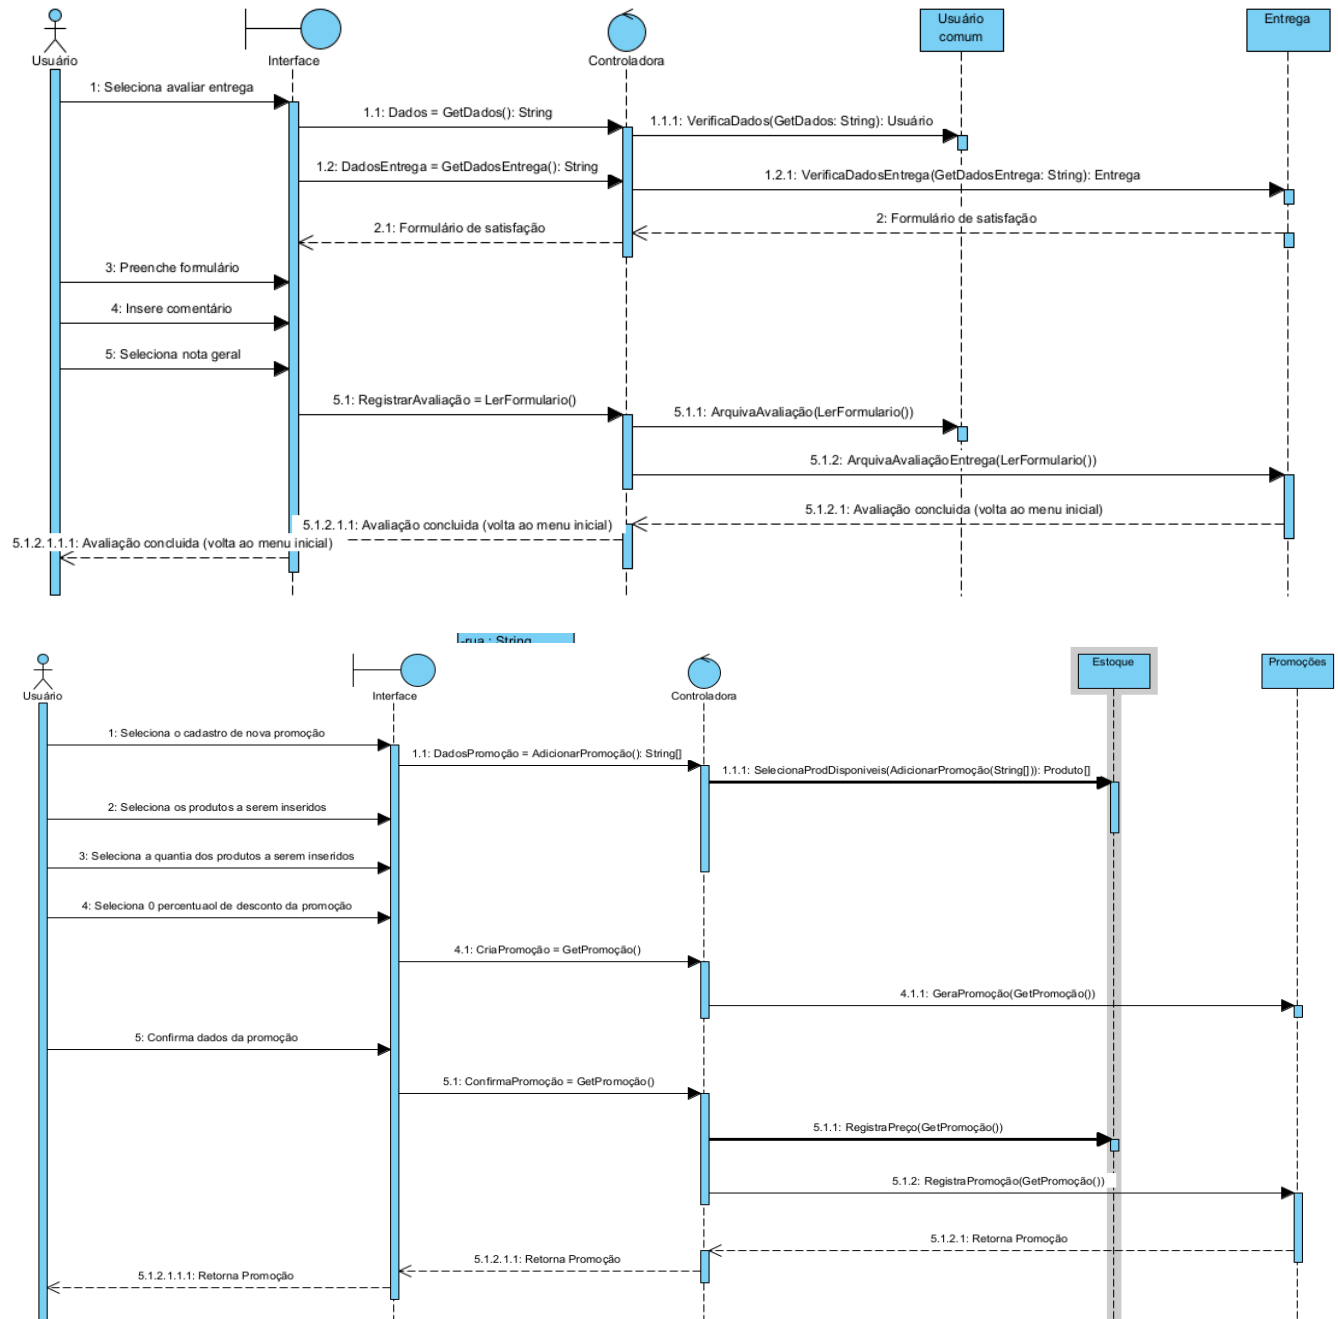 Usuário
Interface
Controladora
Usuário
comum
Entrega
1: Seleciona avaliar entrega
1.1: Dados = GetDados(): String
1.1.1: VerificaDados(GetDados: String): Usuário
1.2: DadosEntrega = GetDadosEntrega(): String
1.2.1: VerificaDadosEntrega(GetDadosEntrega: String): Entrega
2: Formulário de satisfação
2.1: Formulário de satisfação
3: Preenche formulário
4: Insere comentário
5: Seleciona nota geral
5.1: RegistrarAvaliação = LerFormulario()
5.1.1: ArquivaAvaliação(LerFormulario())
5.1.2: ArquivaAvaliaçãoEntrega(LerFormulario())
5.1.2.1: Avaliação concluida (volta ao menu inicial)
5.1.2.1.1: Avaliação concluida (volta ao menu inicial)
5.1.2.1.1.1: Avaliação concluida (volta ao menu inicial)
-rua : String
Usuário
Interface
Controladora
Estoque
Promoções
1: Seleciona o cadastro de nova promoção
1.1: DadosPromoção = AdicionarPromoção(): String[]
1.1.1: SelecionaProdDisponiveis(AdicionarPromoção(String[])): Produto[]
2: Seleciona os produtos a serem inseridos
3: Seleciona a quantia dos produtos a serem inseridos
4: Seleciona 0 percentuaol de desconto da promoção
4.1: CriaPromoção = GetPromoção()
4.1.1: GeraPromoção(GetPromoção())
5: Confirma dados da promoção
5.1: ConfirmaPromoção = GetPromoção()
5.1.1: RegistraPreço(GetPromoção())
5.1.2: RegistraPromoção(GetPromoção())
5.1.2.1: Retorna Promoção
5.1.2.1.1: Retorna Promoção
5.1.2.1.1.1: Retorna Promoção